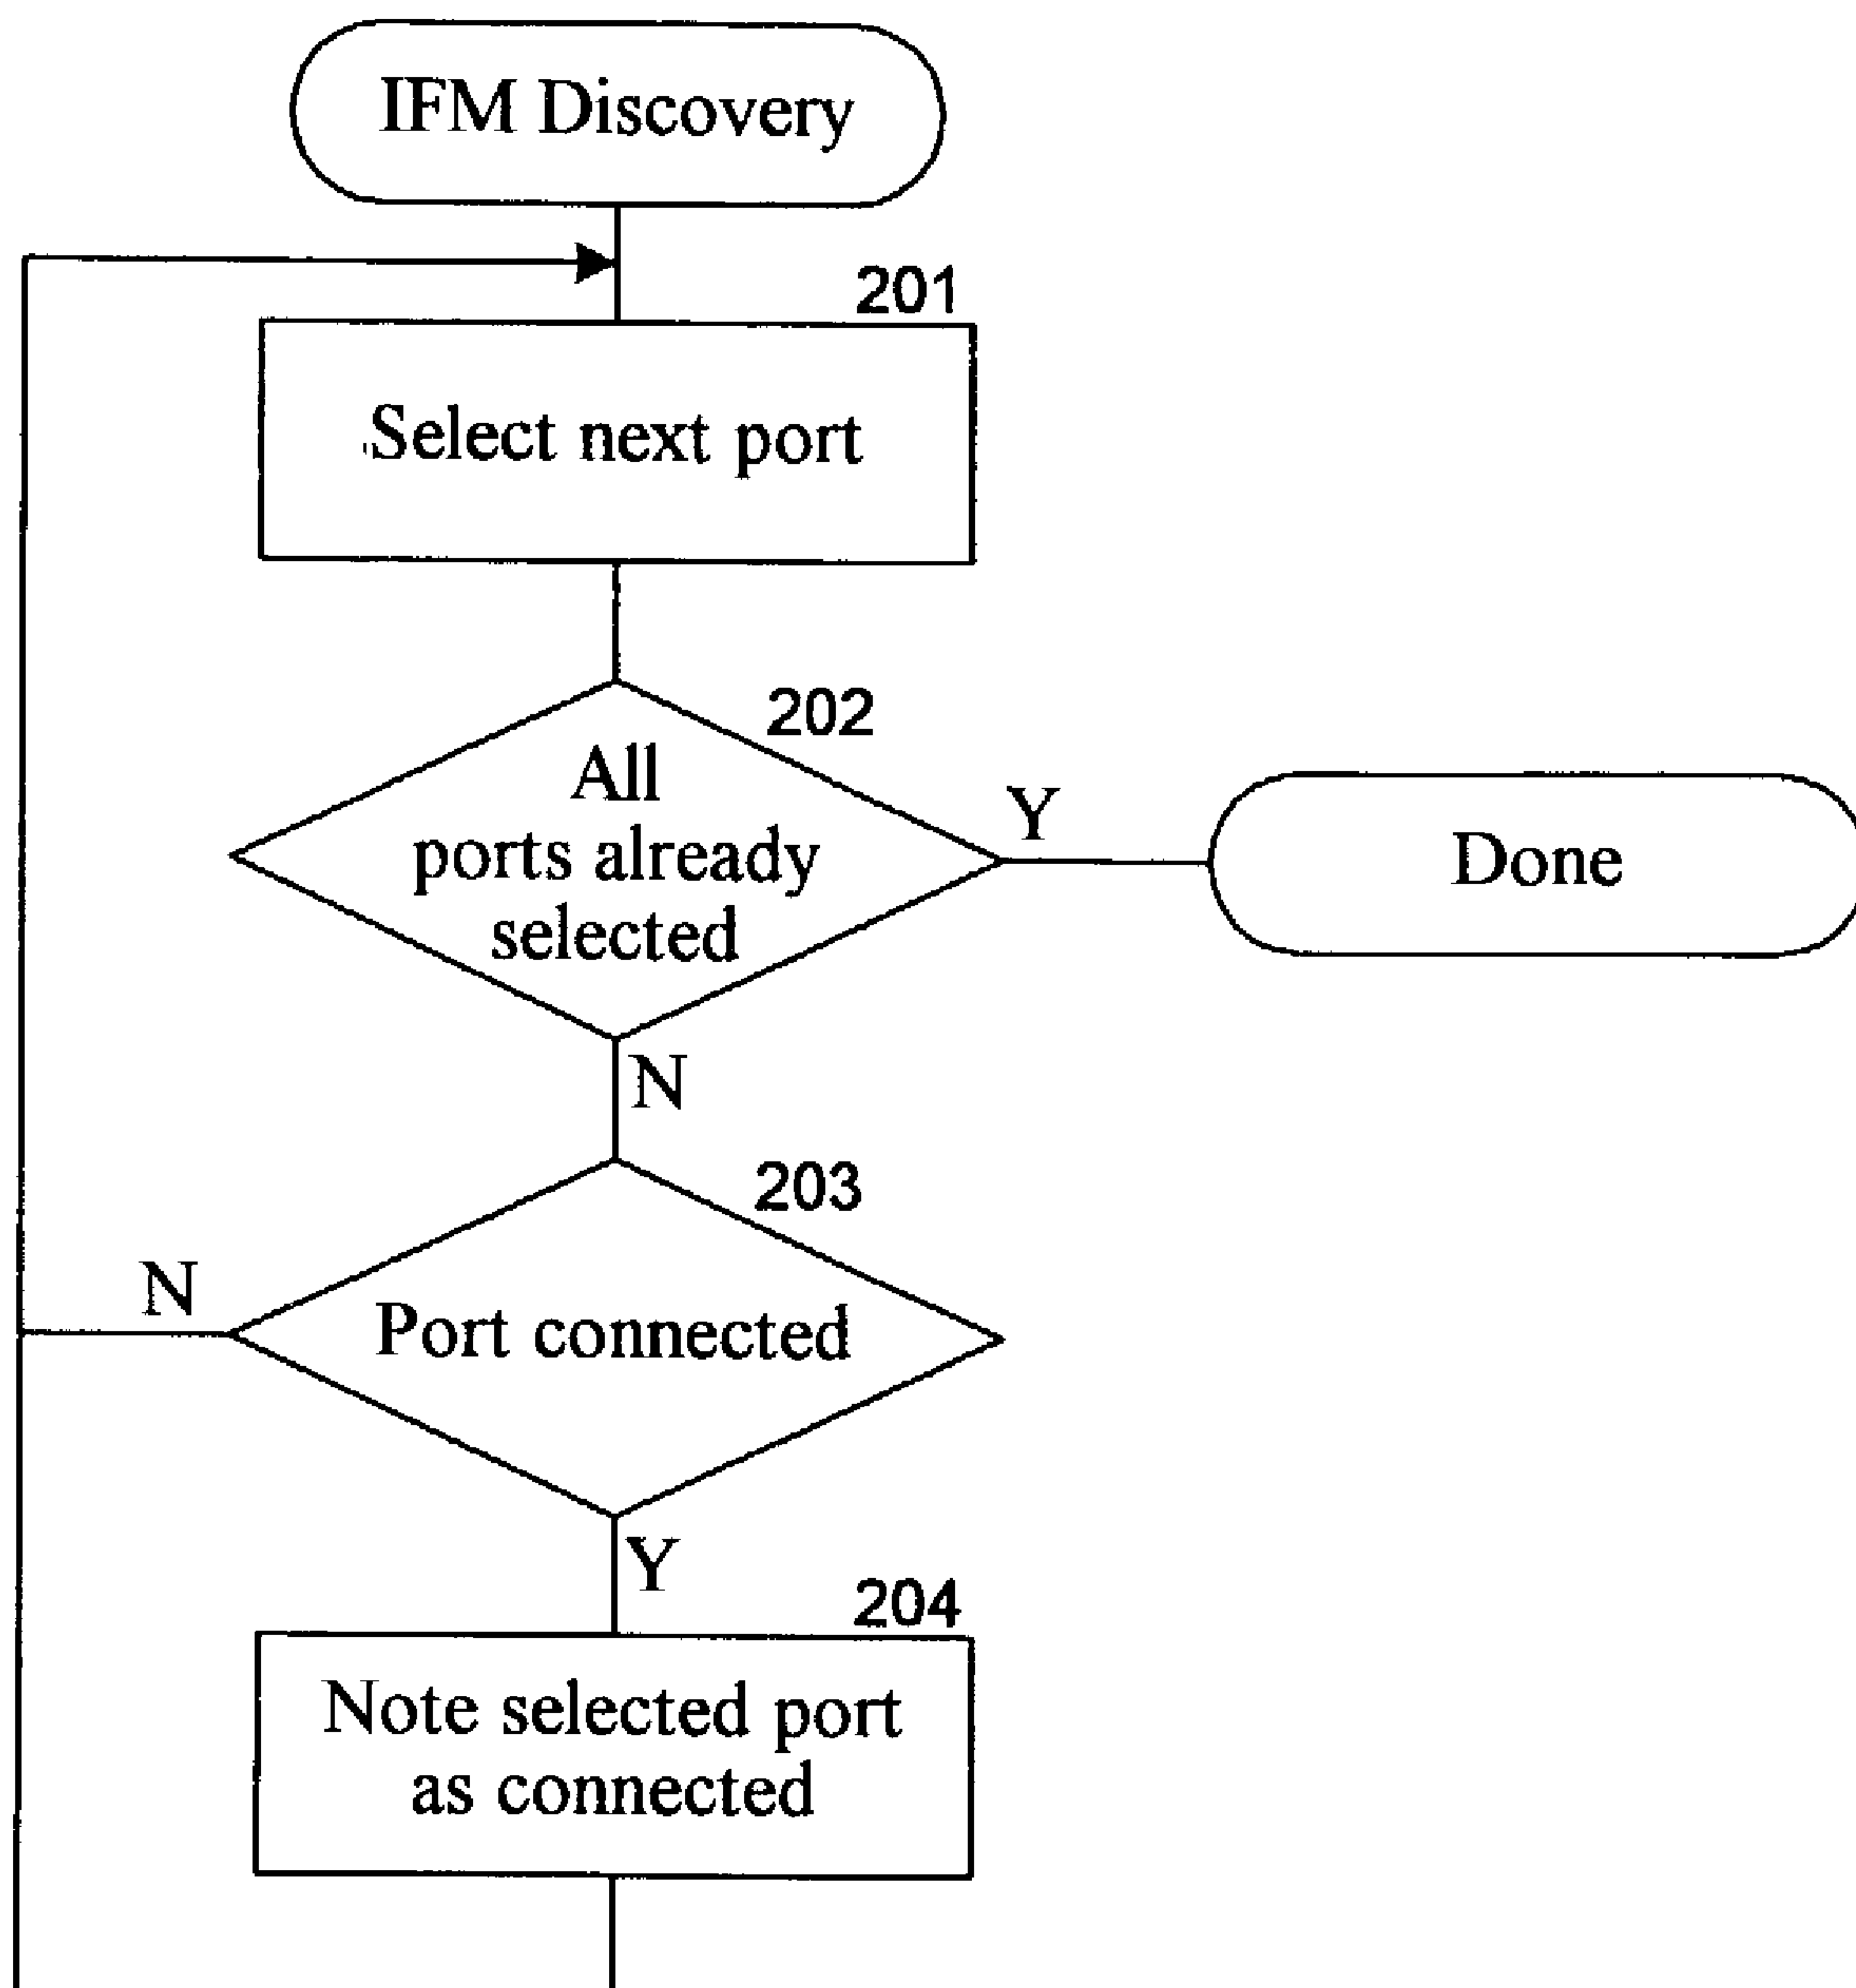 IFM Discovery
201
Select next port
202
All
ports already
selected
Y
Done
N
203
N
Port connected
Y
204
Note selected port
as connected